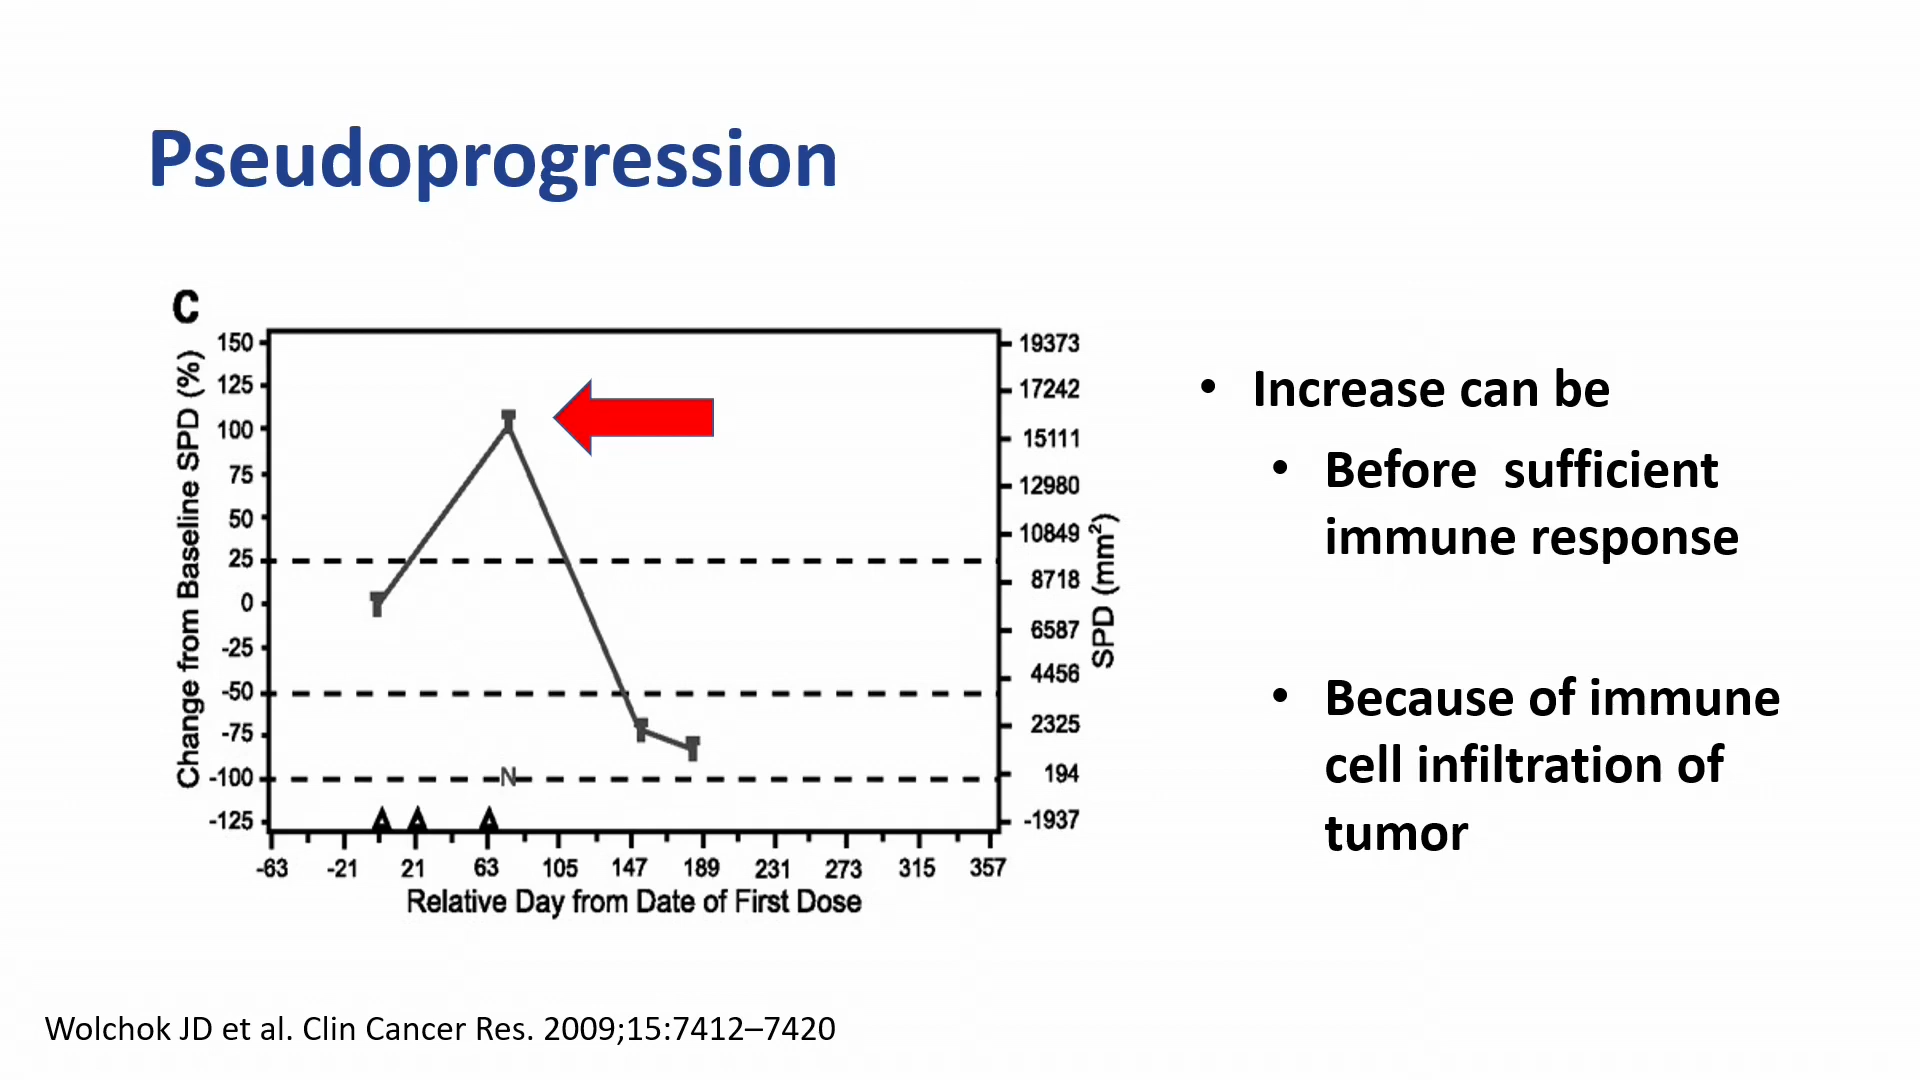 Pseudoprogression
C
Change from Baseline SPD (%)
150
125
100
75
50
25
0
-25
-50
-75
-100
-125
N
19373
17242
15111
12980
10849
8718
6587
4456
2325
194
-1937
SPD (mm²)
-63 -21 21 63 105 147 189 231 273 315 357
Relative Day from Date of First Dose
• Increase can be
• Before sufficient
immune response
• Because of immune
cell infiltration of
tumor
Wolchok JD et al. Clin Cancer Res. 2009;15:7412–7420